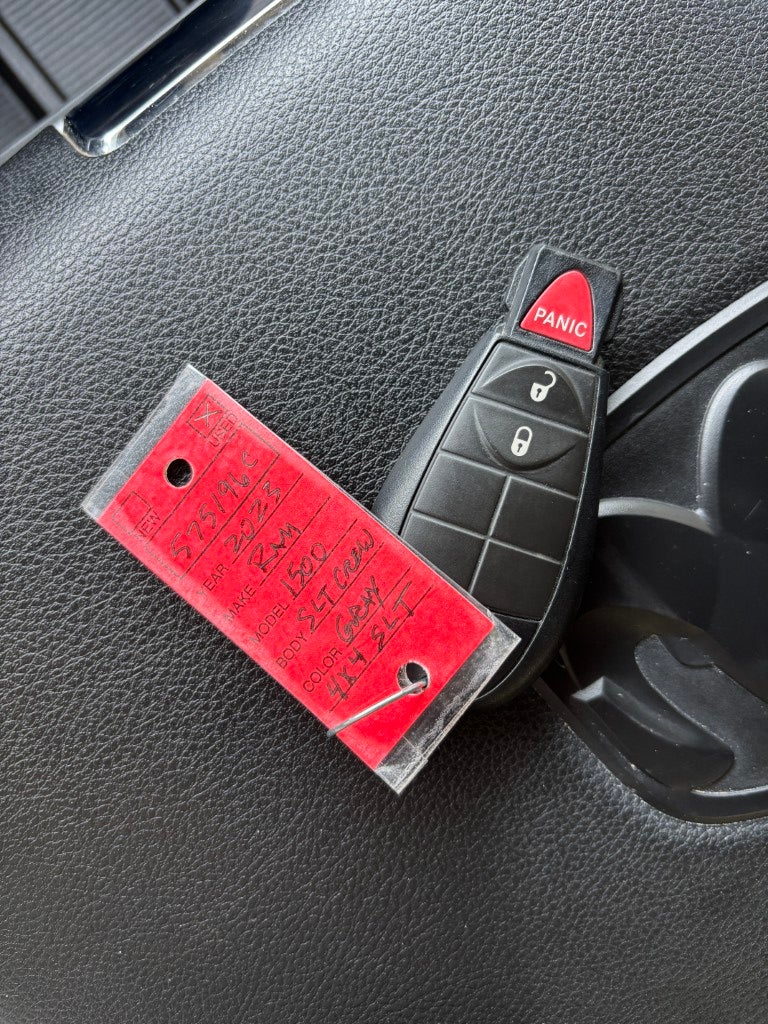 PANIC
USED
NEW
575196C
YEAR 2023
MAKE RAM
MODEL 1500
BODY SLT CREW
COLOR GRAY
4X4 SLT